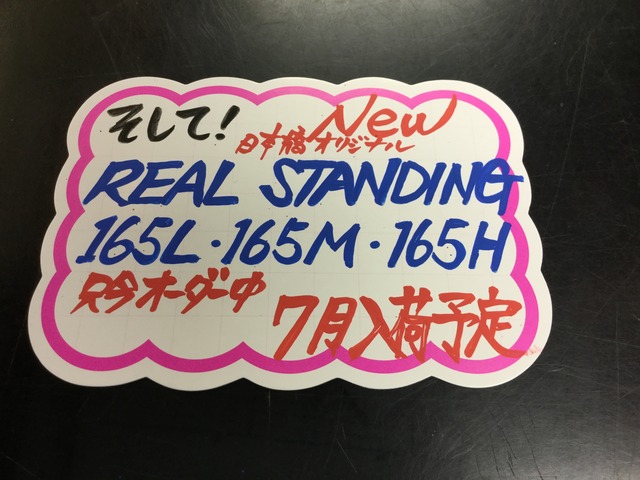 そして! New
日本橋オリジナル
REAL STANDING
165L・165M・165H
只今オーダー中
7月入荷予定